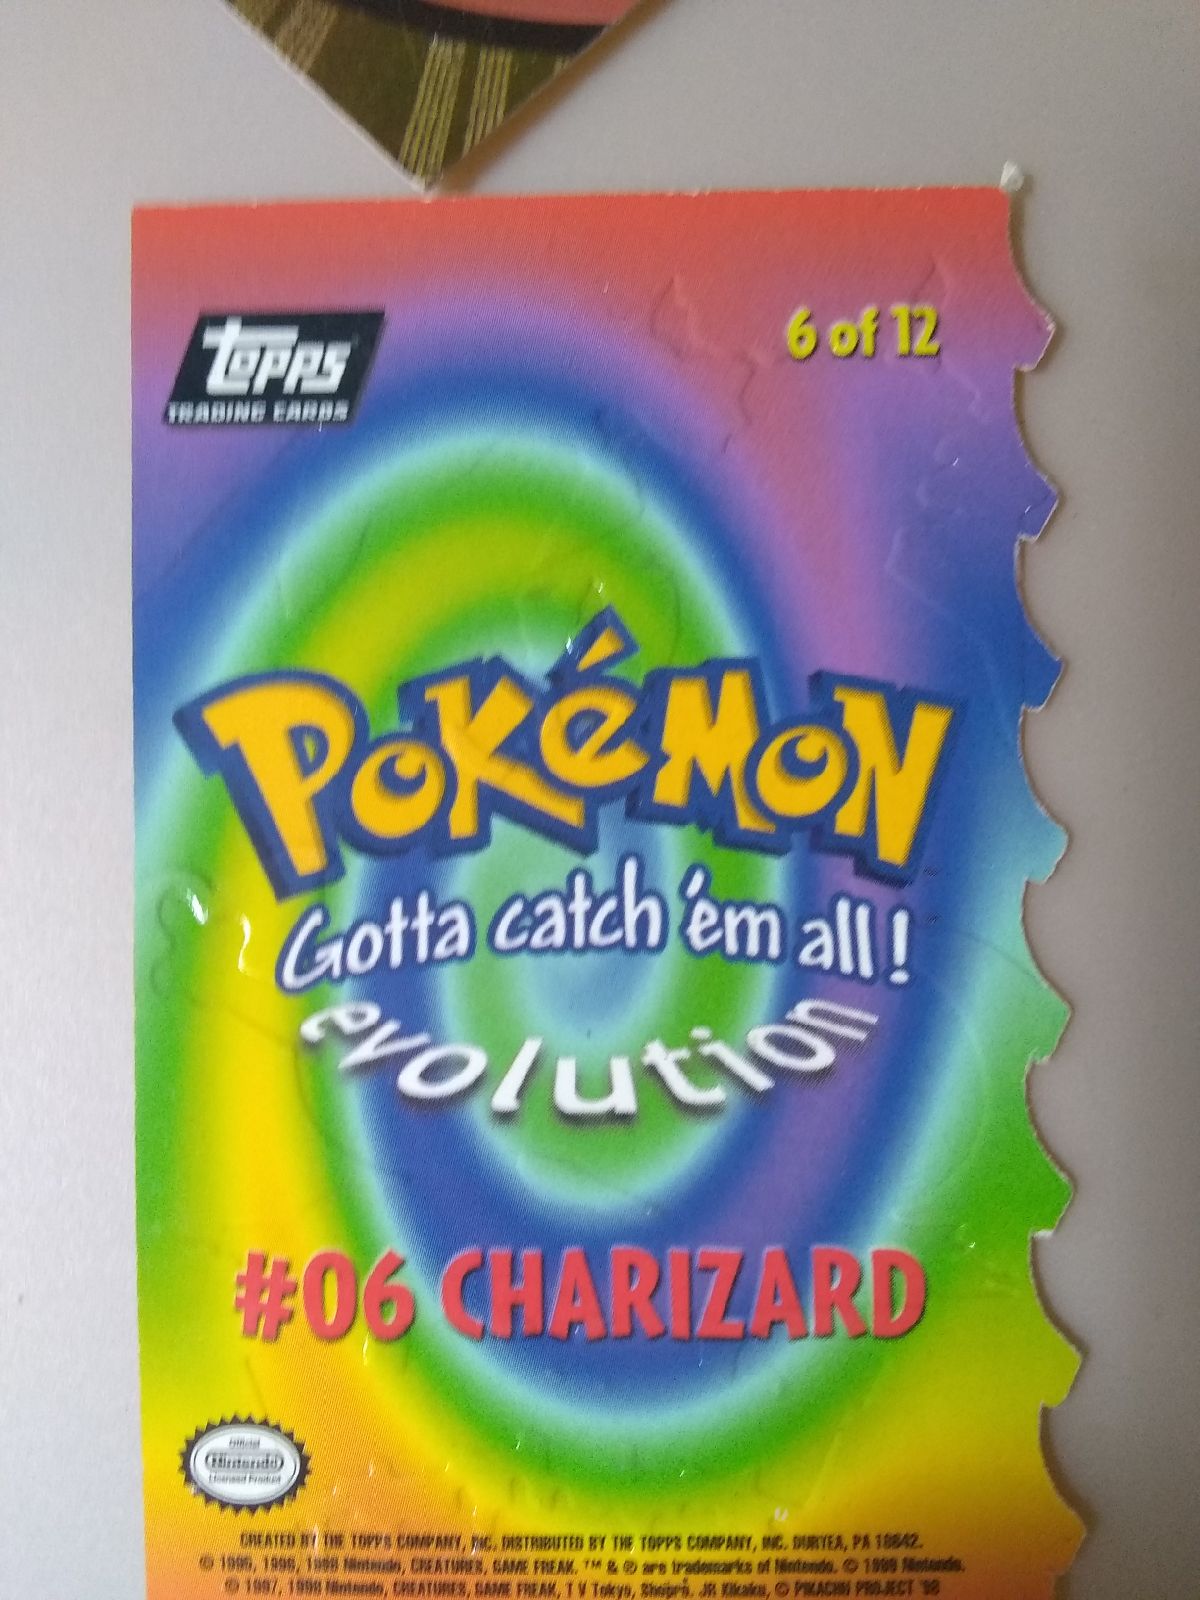 TOPPS
TRADING CARDS
6 of 12
POKéMON
Gotta catch 'em all!
evolution
#06 CHARIZARD
Official
Nintendo
Licensed Product
CREATED BY THE TOPPS COMPANY, INC. DISTRIBUTED BY THE TOPPS COMPANY, INC. DURYEA, PA 18642.
© 1995, 1996, 1998 Nintendo, CREATURES, GAME FREAK. ™ & ® are trademarks of Nintendo. © 1999 Nintendo.
© 1997, 1998 Nintendo, CREATURES, GAME FREAK, T V Tokyo, Shopro, JR Kikaku, © PIKACHU PROJECT '98